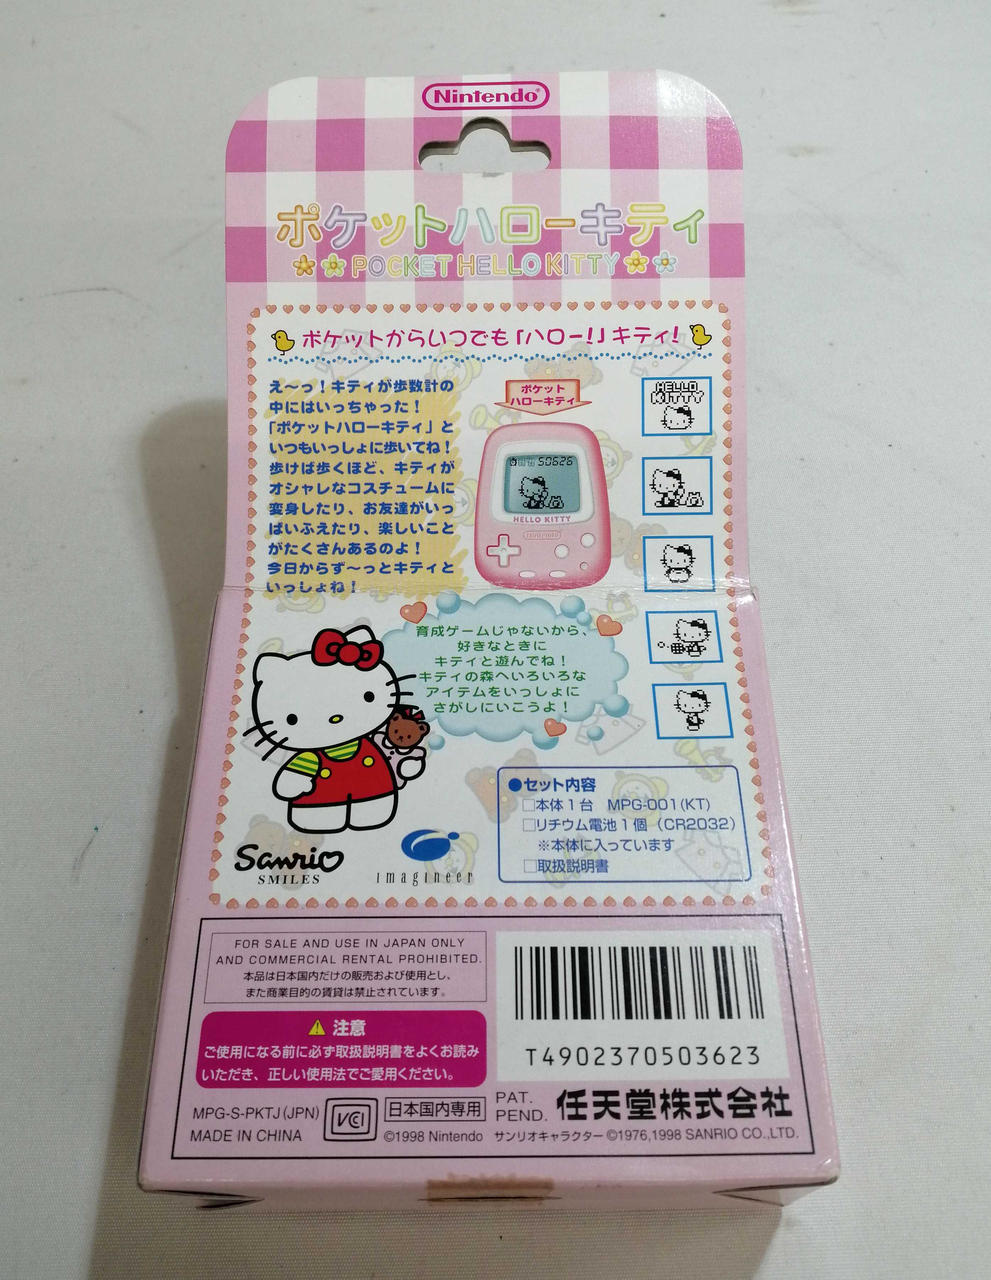 Nintendo®
ポケットハローキティ
POCKET HELLO KITTY
ポケットからいつでも「ハロー!」キティ!
え〜っ!キティが歩数計の
中にはいっちゃった!
「ポケットハローキティ」と
いつもいっしょに歩いてね!
歩けば歩くほど、キティが
オシャレなコスチュームに
変身したり、お友達がいっ
ぱいふえたり、楽しいこと
がたくさんあるのよ!
今日からず〜っとキティと
いっしょね!
ポケット
ハローキティ
50626
HELLO KITTY
Nintendo
HELLO
KITTY
育成ゲームじゃないから、
好きなときに
キティと遊んでね!
キティの森へいろいろな
アイテムをいっしょに
さがしにいこうよ!
●セット内容
□本体1台 MPG-001(KT)
□リチウム電池1個(CR2032)
※本体に入っています
□取扱説明書
Sanrio
SMILES
imagineer
FOR SALE AND USE IN JAPAN ONLY
AND COMMERCIAL RENTAL PROHIBITED.
本品は日本国内だけの販売および使用とし、
また商業目的の賃貸は禁止されています。
⚠ 注意
ご使用になる前に必ず取扱説明書をよくお読み
いただき、正しい使用法でご愛用ください。
T4902370503623
MPG-S-PKTJ(JPN)
MADE IN CHINA
VCI
日本国内専用
©1998 Nintendo
PAT.
PEND.
任天堂株式会社
サンリオキャラクター ©1976,1998 SANRIO CO.,LTD.